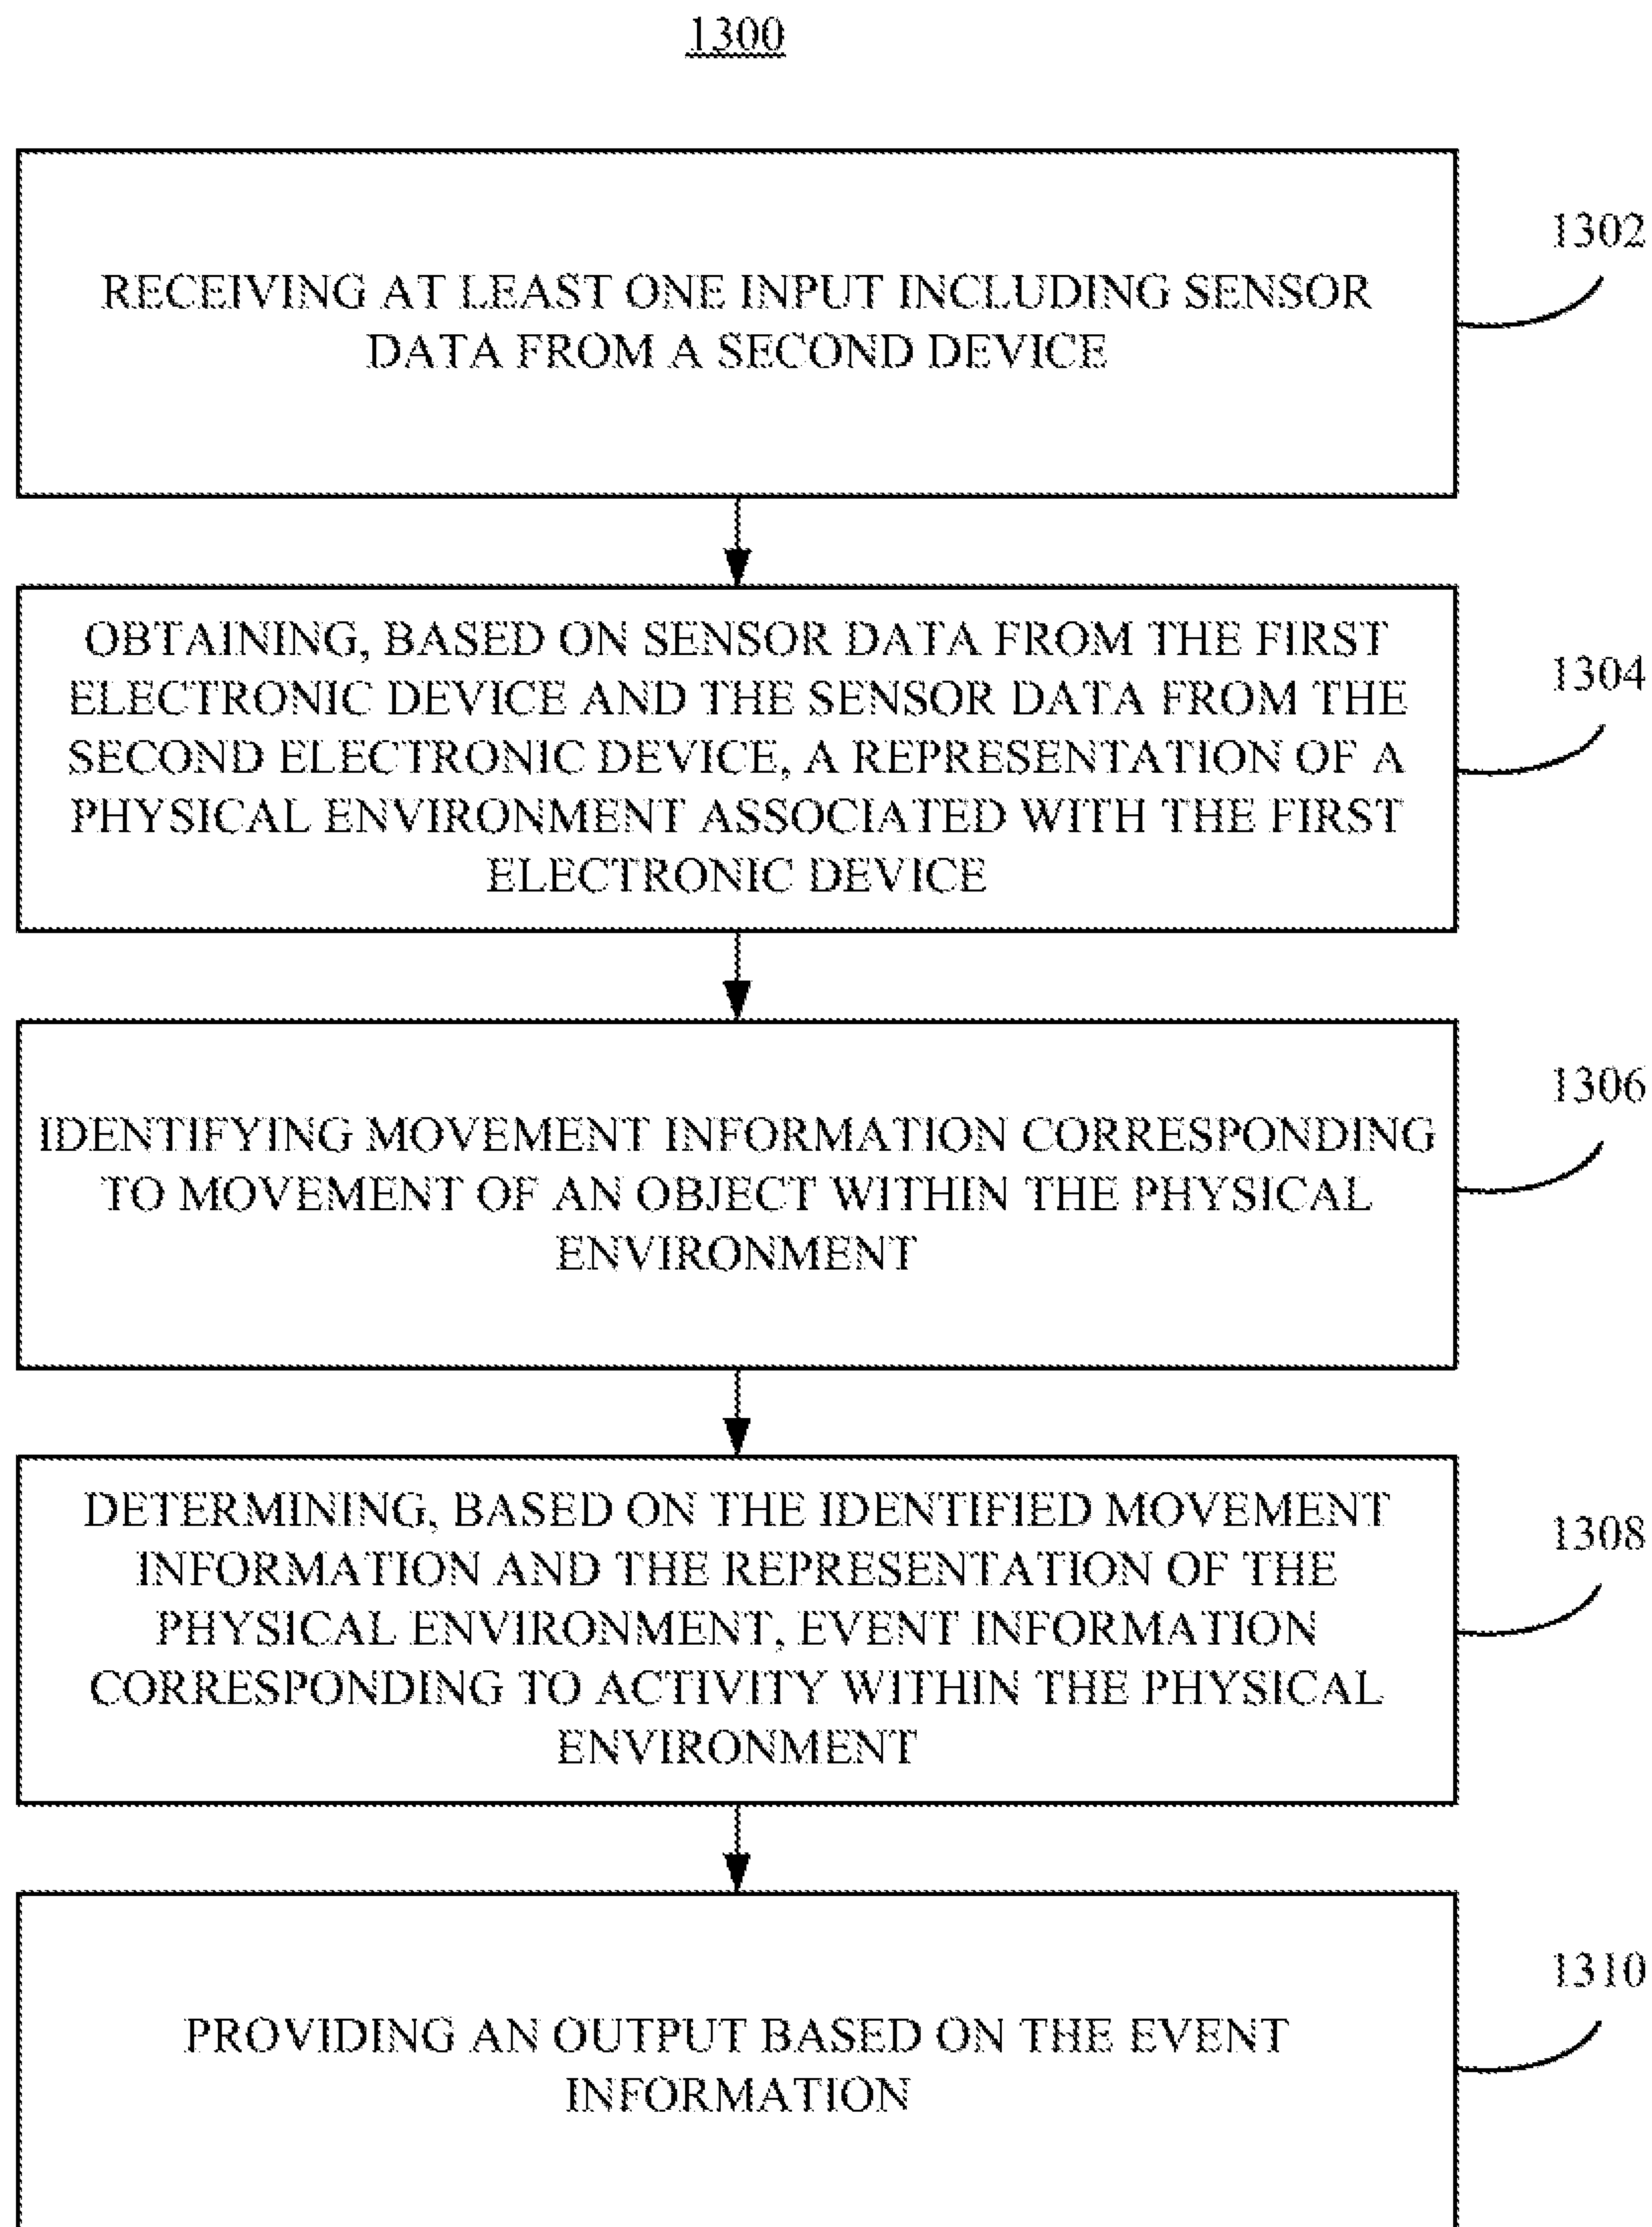 1300
RECEIVING AT LEAST ONE INPUT INCLUDING SENSOR
DATA FROM A SECOND DEVICE
1302
OBTAINING, BASED ON SENSOR DATA FROM THE FIRST
ELECTRONIC DEVICE AND THE SENSOR DATA FROM THE
SECOND ELECTRONIC DEVICE, A REPRESENTATION OF A
PHYSICAL ENVIRONMENT ASSOCIATED WITH THE FIRST
ELECTRONIC DEVICE
1304
IDENTIFYING MOVEMENT INFORMATION CORRESPONDING
TO MOVEMENT OF AN OBJECT WITHIN THE PHYSICAL
ENVIRONMENT
1306
DETERMINING, BASED ON THE IDENTIFIED MOVEMENT
INFORMATION AND THE REPRESENTATION OF THE
PHYSICAL ENVIRONMENT, EVENT INFORMATION
CORRESPONDING TO ACTIVITY WITHIN THE PHYSICAL
ENVIRONMENT
1308
PROVIDING AN OUTPUT BASED ON THE EVENT
INFORMATION
1310